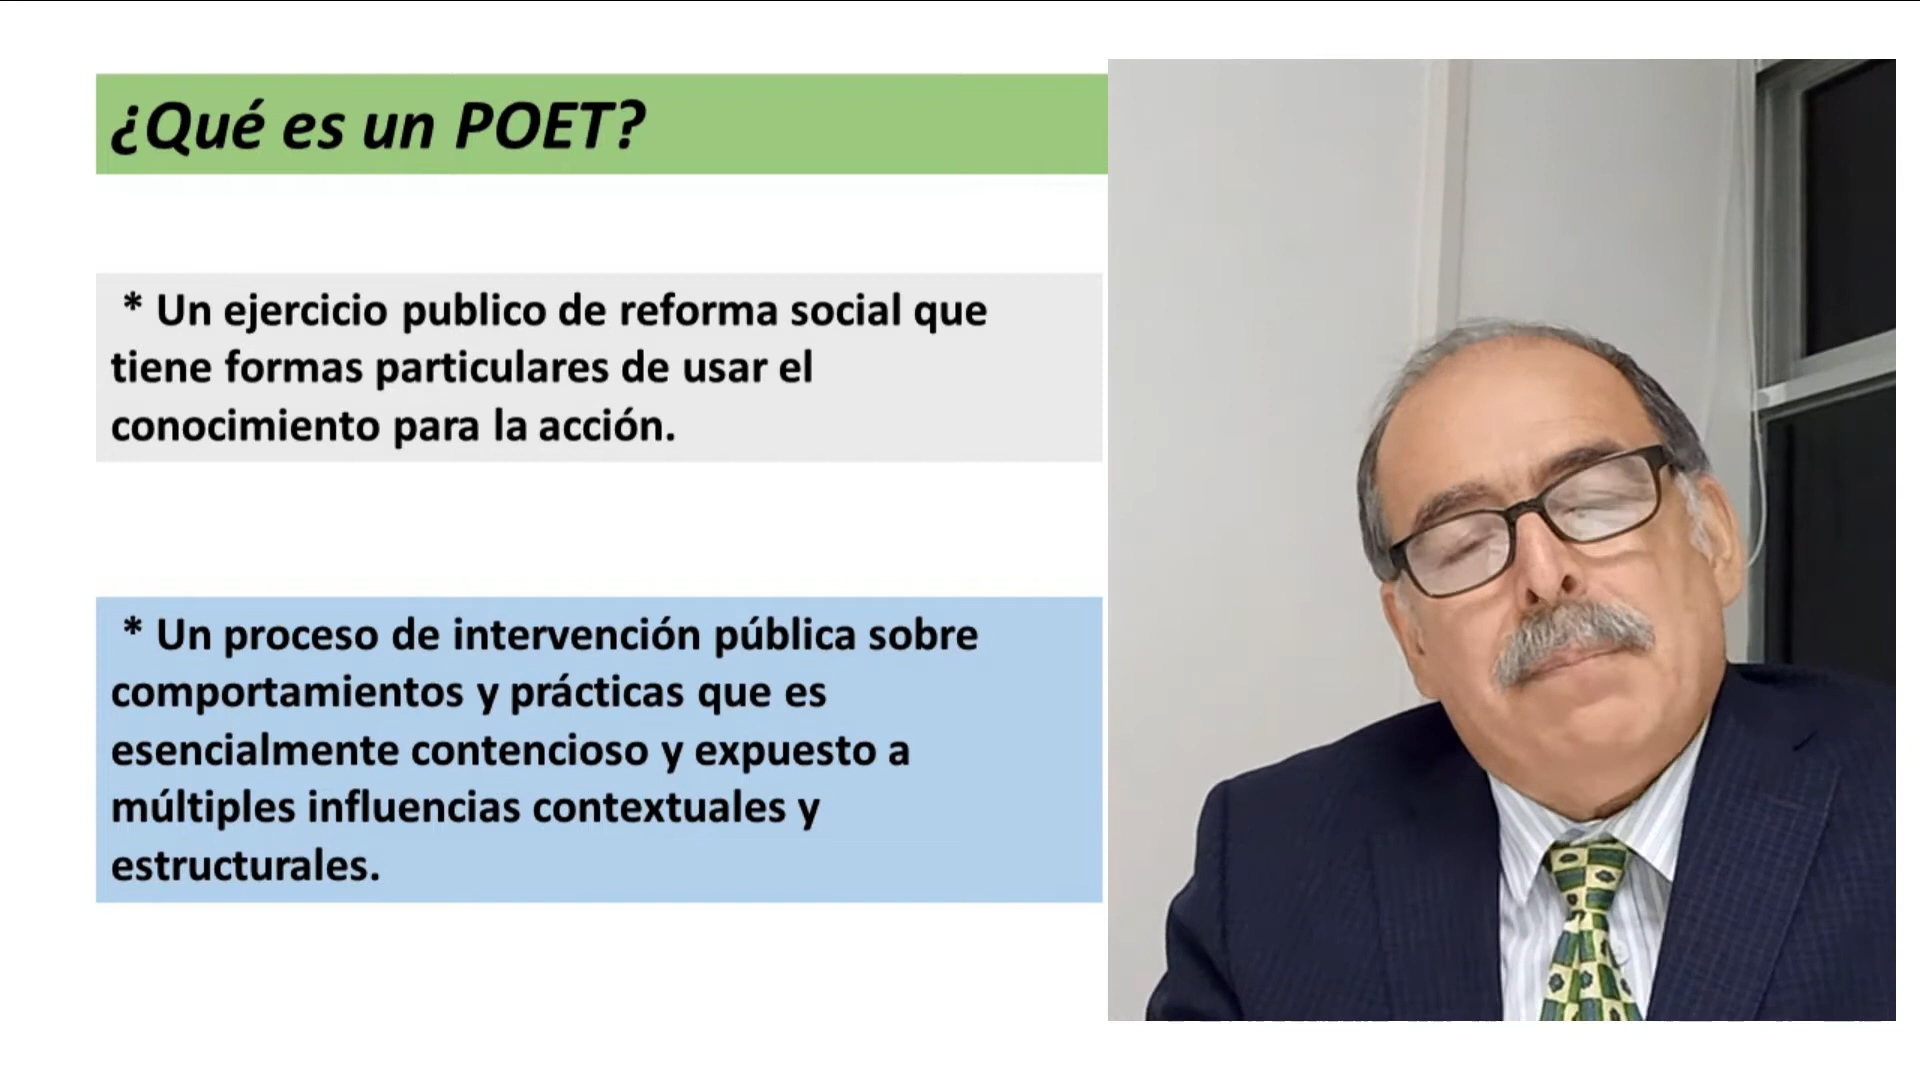 ¿Qué es un POET?
* Un ejercicio publico de reforma social que
tiene formas particulares de usar el
conocimiento para la acción.
* Un proceso de intervención pública sobre
comportamientos y prácticas que es
esencialmente contencioso y expuesto a
múltiples influencias contextuales y
estructurales.